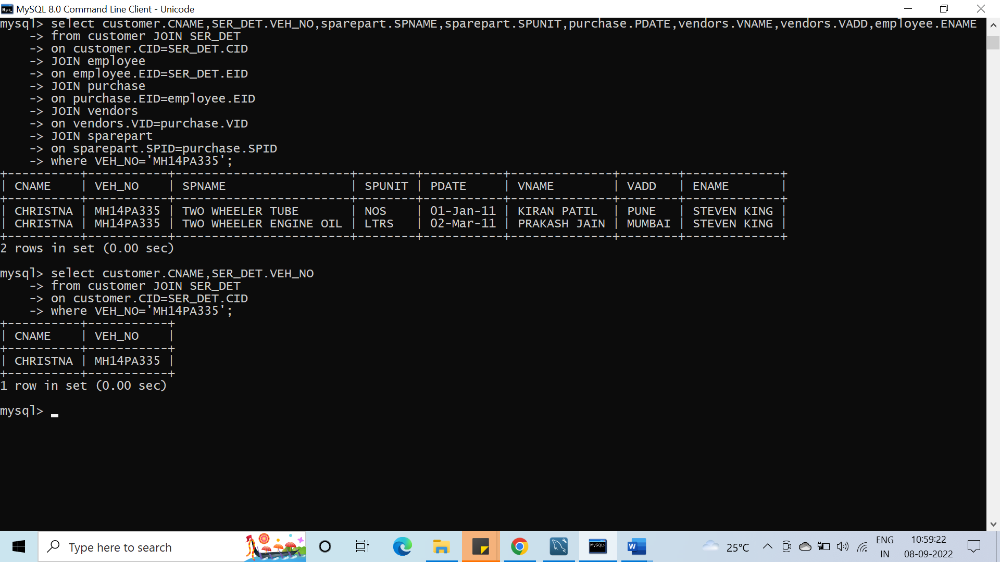 MySQL 8.0 Command Line Client - Unicode
mysql> select customer.CNAME,SER_DET.VEH_NO,sparepart.SPNAME,sparepart.SPUNIT,purchase.PDATE,vendors.VNAME,vendors.VADD,employee.ENAME
    -> from customer JOIN SER_DET
    -> on customer.CID=SER_DET.CID
    -> JOIN employee
    -> on employee.EID=SER_DET.EID
    -> JOIN purchase
    -> on purchase.EID=employee.EID
    -> JOIN vendors
    -> on vendors.VID=purchase.VID
    -> JOIN sparepart
    -> on sparepart.SPID=purchase.SPID
    -> where VEH_NO='MH14PA335';
+----------+-----------+------------------------+--------+-----------+--------------+--------+-------------+
| CNAME    | VEH_NO    | SPNAME                 | SPUNIT | PDATE     | VNAME        | VADD   | ENAME       |
+----------+-----------+------------------------+--------+-----------+--------------+--------+-------------+
| CHRISTNA | MH14PA335 | TWO WHEELER TUBE       | NOS    | 01-Jan-11 | KIRAN PATIL  | PUNE   | STEVEN KING |
| CHRISTNA | MH14PA335 | TWO WHEELER ENGINE OIL | LTRS   | 02-Mar-11 | PRAKASH JAIN | MUMBAI | STEVEN KING |
+----------+-----------+------------------------+--------+-----------+--------------+--------+-------------+
2 rows in set (0.00 sec)
mysql> select customer.CNAME,SER_DET.VEH_NO
    -> from customer JOIN SER_DET
    -> on customer.CID=SER_DET.CID
    -> where VEH_NO='MH14PA335';
+----------+-----------+
| CNAME    | VEH_NO    |
+----------+-----------+
| CHRISTNA | MH14PA335 |
+----------+-----------+
1 row in set (0.00 sec)
mysql>
Type here to search
MySQL>
W
25°C
ENG
IN
10:59:22
08-09-2022